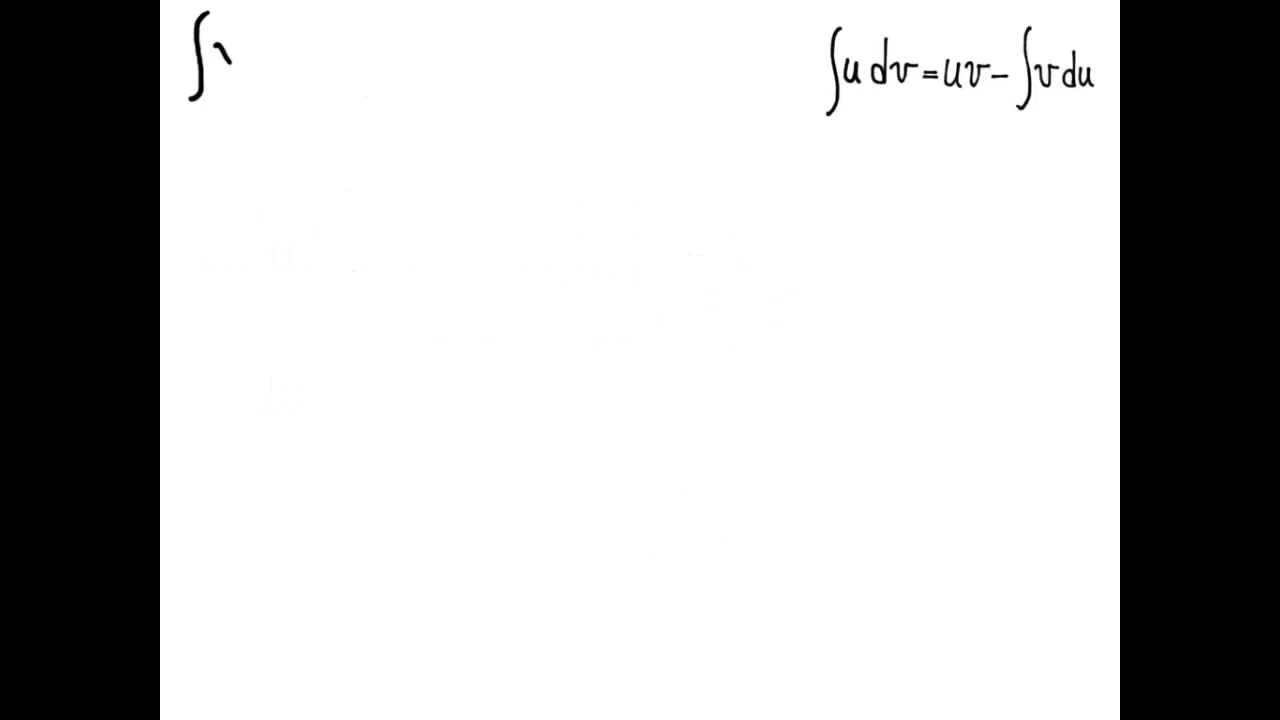 ∫
∫u dv = uv − ∫v du